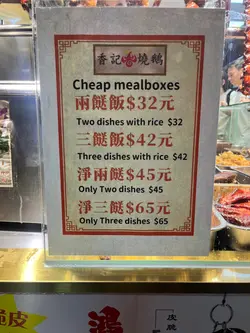 香記燒鵝
Cheap mealboxes
兩餸飯$32元
Two dishes with rice $32
三餸飯$42元
Three dishes with rice $42
淨兩餸$45元
Only Two dishes $45
淨三餸$65元
Only Three dishes $65
脆皮